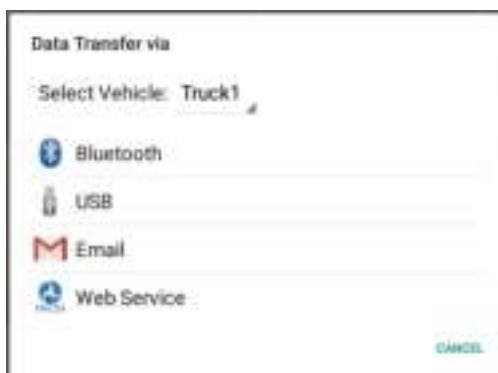 Data Transfer via
Select Vehicle: Truck1
Bluetooth
USB
Email
Web Service
CANCEL